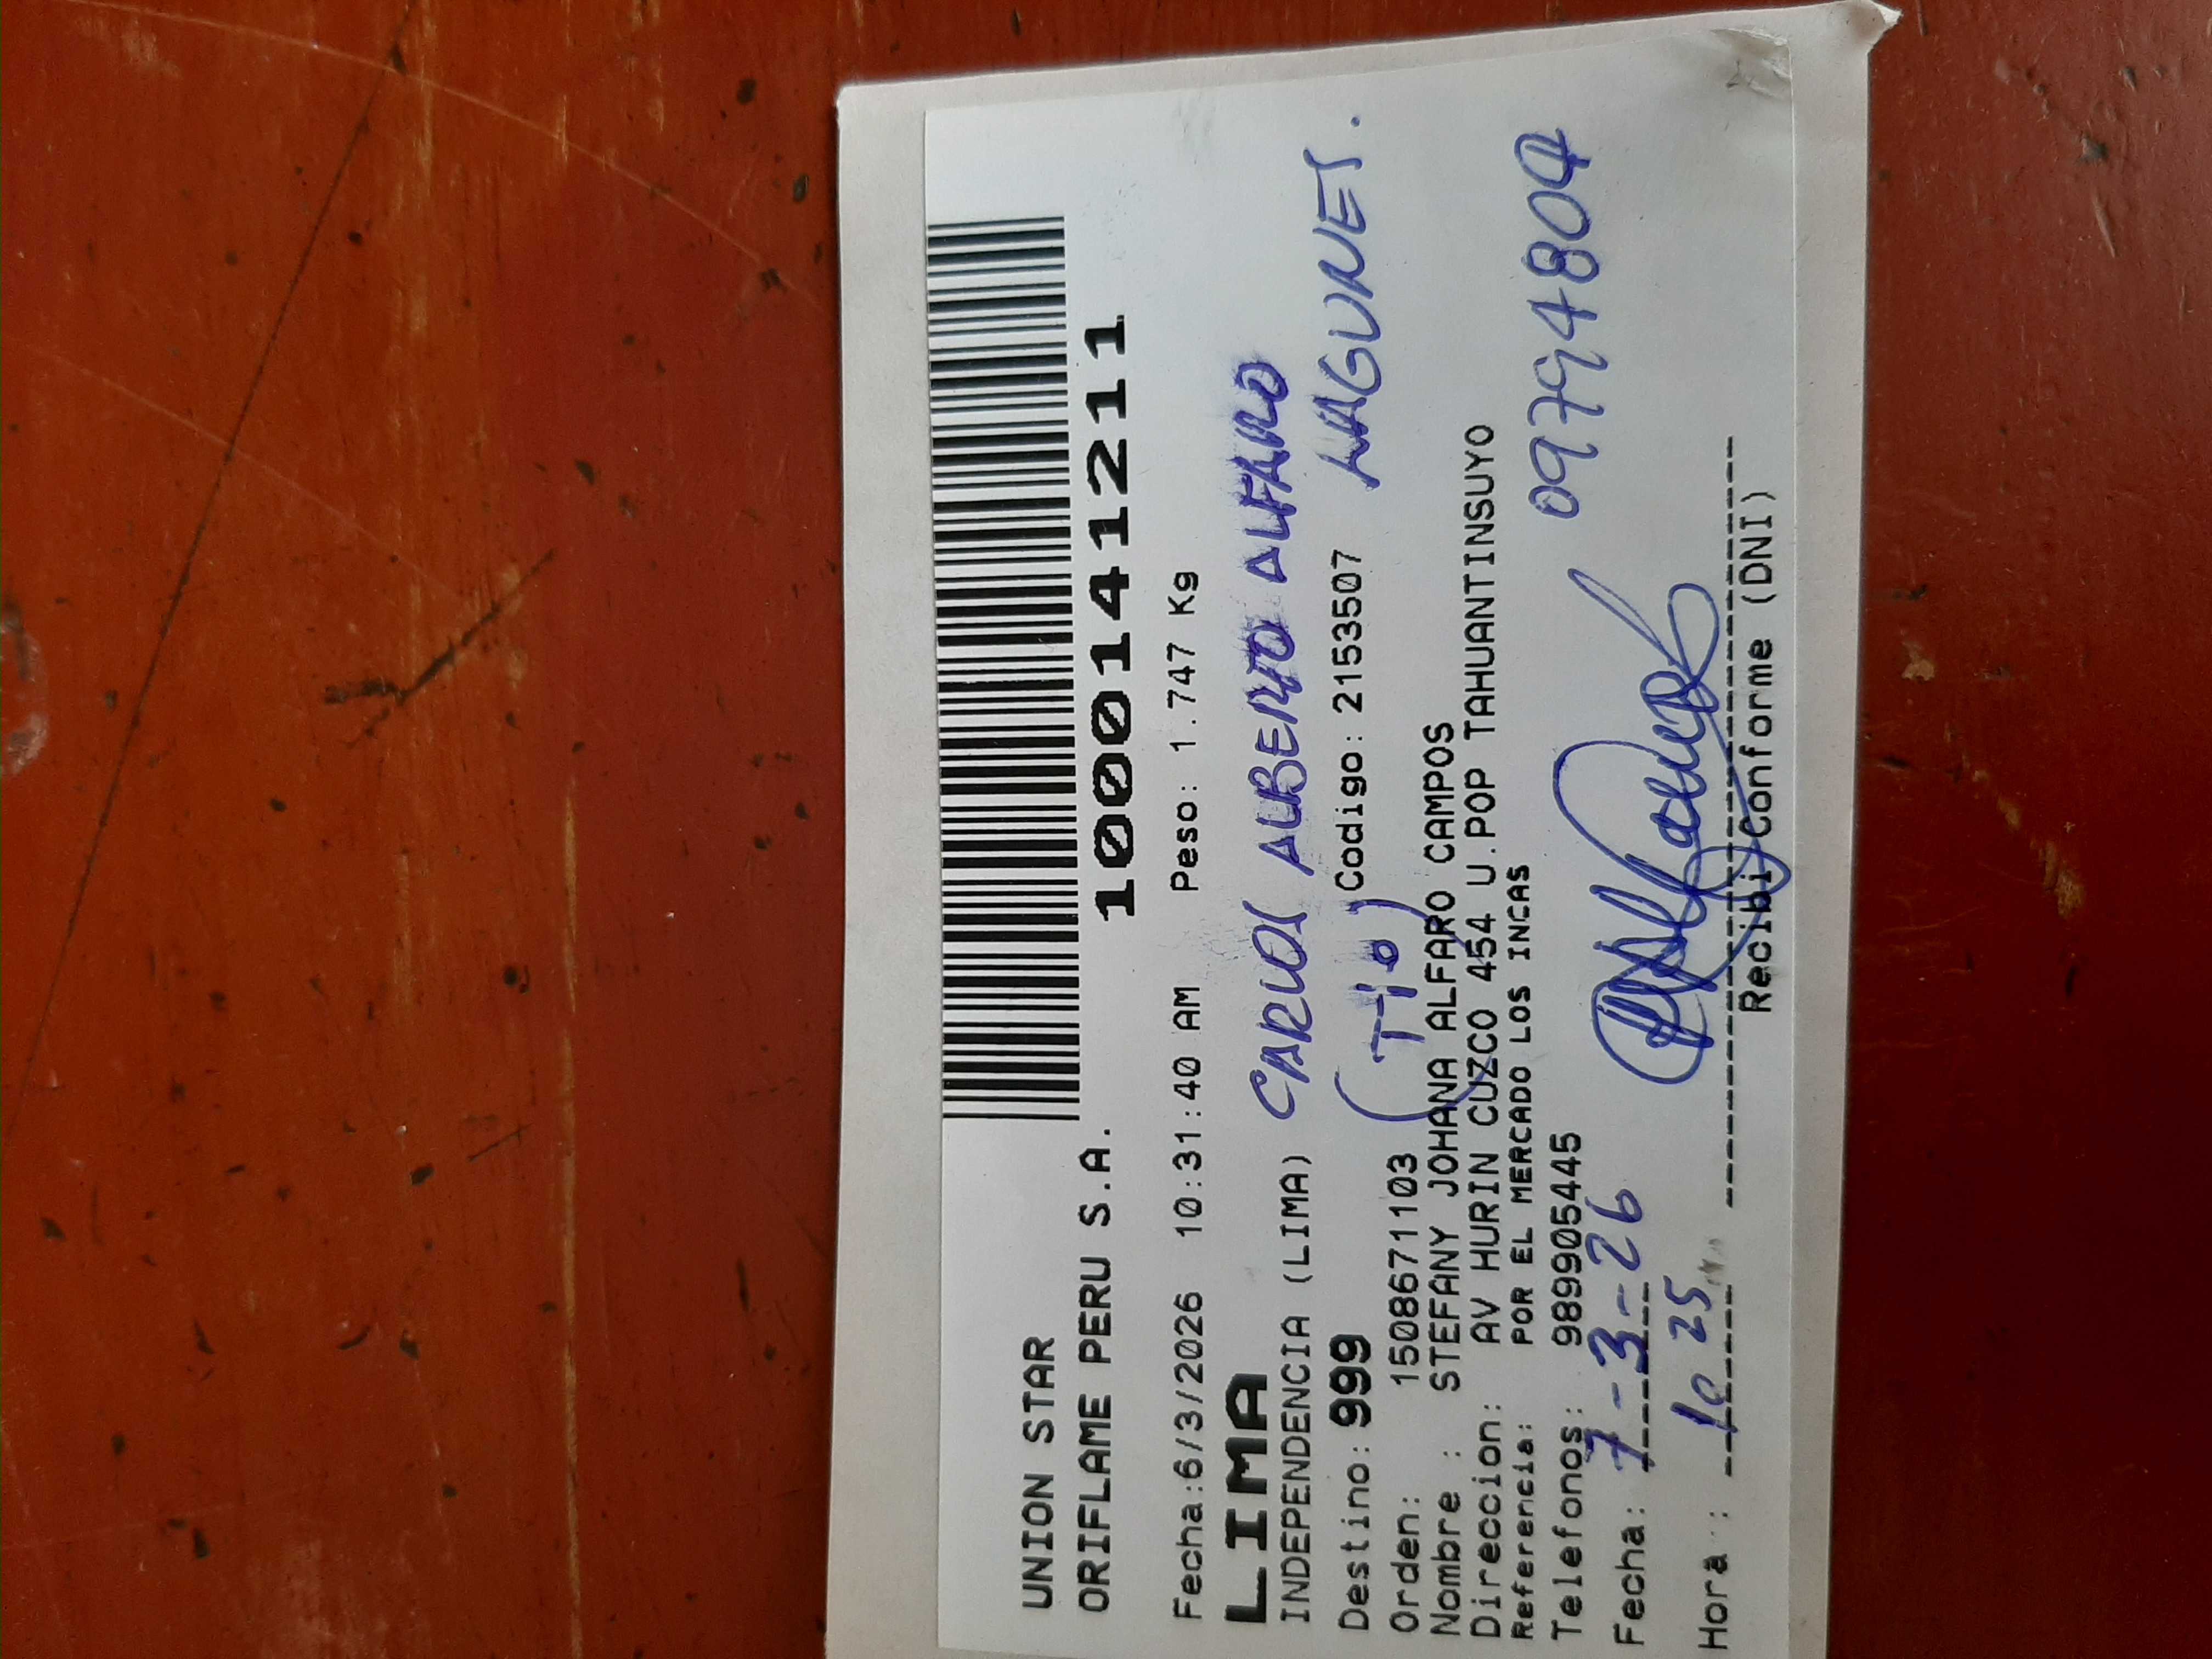 UNION STAR
ORIFLAME PERU S.A.
10001412111
Fecha:6/3/2026 10:31:40 AM Peso: 1.747 Kg
LIMA
INDEPENDENCIA (LIMA) CARLOS ALBERTO ALFARO
Destino: 999 (TIO) Codigo: 2153507 LAGUNES.
Orden: 1508671103
Nombre : STEFANY JOHANA ALFARO CAMPOS
Direccion: AV HURIN CUZCO 454 U.POP TAHUANTINSUYO
Referencia: POR EL MERCADO LOS INCAS
Telefonos: 989905445
09794804
Fecha: 7-3-26
Hora : 10 25
Recibi Conforme (DNI)